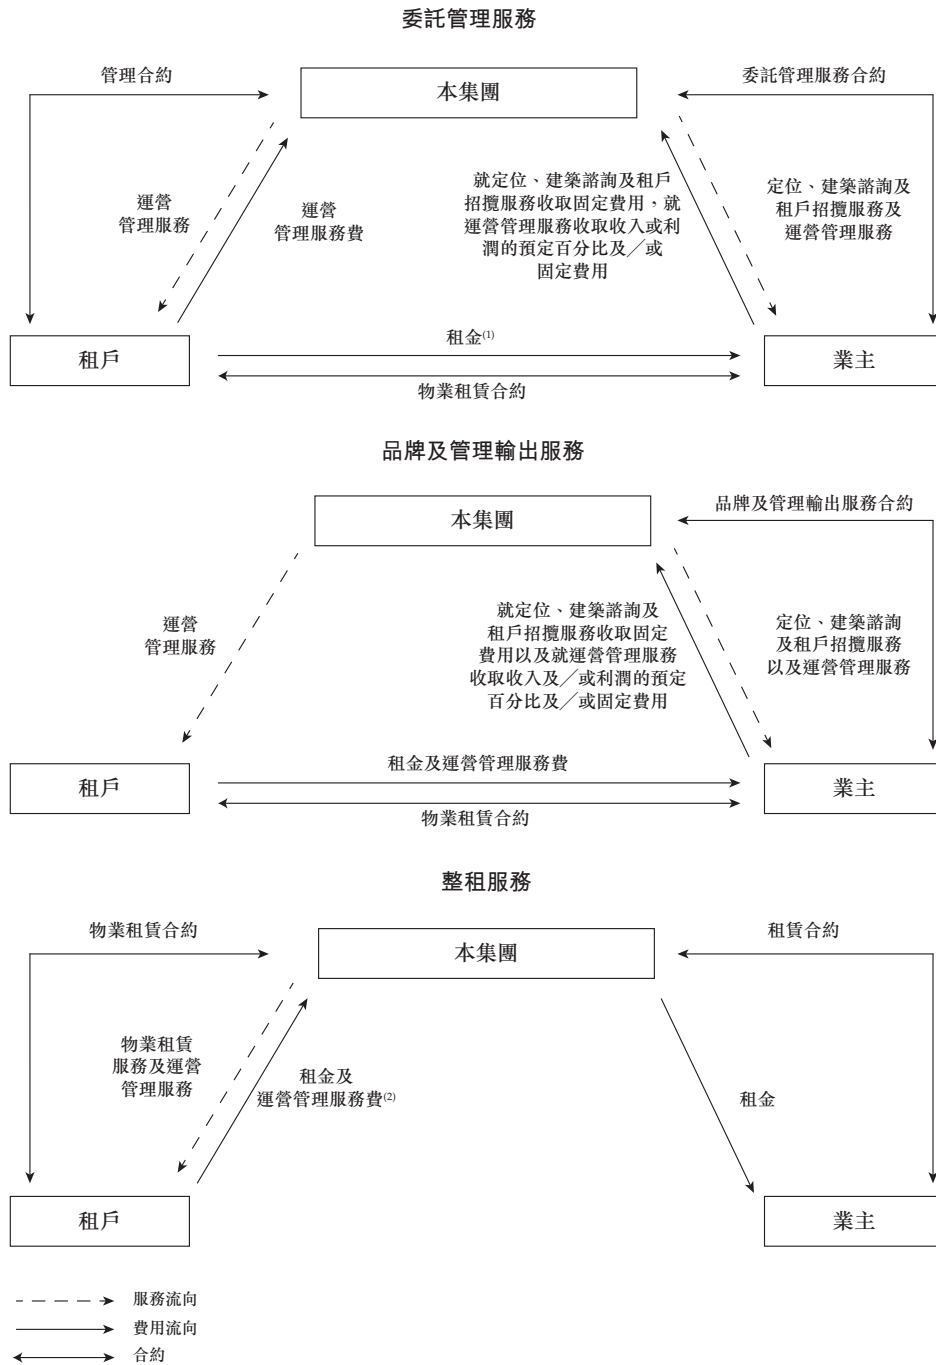 委託管理服務
管理合約
本集團
委託管理服務合約
運營
管理服務
運營
管理服務費
就定位、建築諮詢及租戶
招攬服務收取固定費用，就
運營管理服務收取收入或利
潤的預定百分比及╱或
固定費用
定位、建築諮詢及
租戶招攬服務及
運營管理服務
租戶
租金(1)
物業租賃合約
業主
品牌及管理輸出服務
本集團
品牌及管理輸出服務合約
運營
管理服務
就定位、建築諮詢及
租戶招攬服務收取固定
費用以及就運營管理服務
收取收入及╱或利潤的預定
百分比及╱或固定費用
定位、建築諮詢
及租戶招攬服務
以及運營管理服務
租戶
租金及運營管理服務費
物業租賃合約
業主
整租服務
物業租賃合約
本集團
租賃合約
物業租賃
服務及運營
管理服務
租金及
運營管理服務費(2)
租金
租戶
業主
服務流向
費用流向
合約